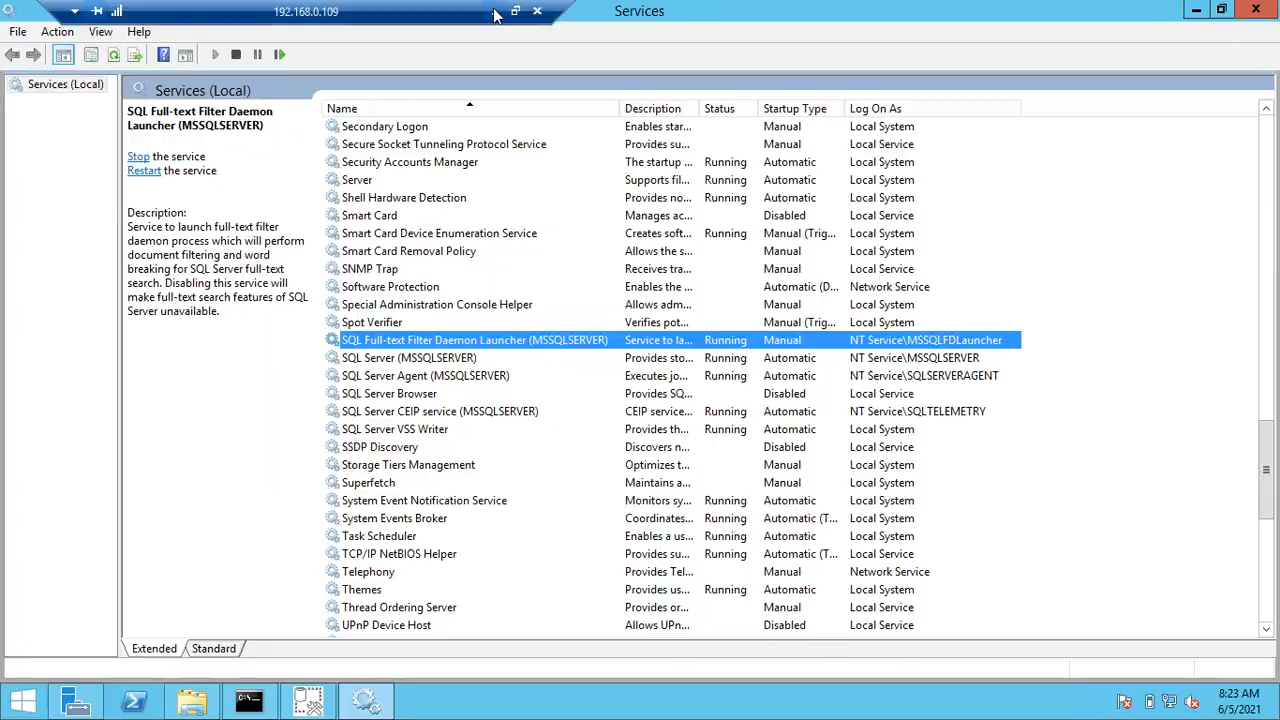 192.168.0.109
Services
File Action View Help
Services (Local)
Services (Local)
SQL Full-text Filter Daemon
Launcher (MSSQLSERVER)
Stop the service
Restart the service
Description:
Service to launch full-text filter
daemon process which will perform
document filtering and word
breaking for SQL Server full-text
search. Disabling this service will
make full-text search features of SQL
Server unavailable.
Name Description Status Startup Type Log On As
Secondary Logon Enables star... Manual Local System
Secure Socket Tunneling Protocol Service Provides su... Manual Local Service
Security Accounts Manager The startup ... Running Automatic Local System
Server Supports fil... Running Automatic Local System
Shell Hardware Detection Provides no... Running Automatic Local System
Smart Card Manages ac... Disabled Local Service
Smart Card Device Enumeration Service Creates soft... Running Manual (Trig... Local System
Smart Card Removal Policy Allows the s... Manual Local System
SNMP Trap Receives tra... Manual Local Service
Software Protection Enables the ... Automatic (D... Network Service
Special Administration Console Helper Allows adm... Manual Local System
Spot Verifier Verifies pot... Manual (Trig... Local System
SQL Full-text Filter Daemon Launcher (MSSQLSERVER) Service to la... Running Manual NT Service\MSSQLFDLauncher
SQL Server (MSSQLSERVER) Provides sto... Running Automatic NT Service\MSSQLSERVER
SQL Server Agent (MSSQLSERVER) Executes jo... Running Automatic NT Service\SQLSERVERAGENT
SQL Server Browser Provides SQ... Disabled Local Service
SQL Server CEIP service (MSSQLSERVER) CEIP service... Running Automatic NT Service\SQLTELEMETRY
SQL Server VSS Writer Provides th... Running Automatic Local System
SSDP Discovery Discovers n... Disabled Local Service
Storage Tiers Management Optimizes t... Manual Local System
Superfetch Maintains a... Manual Local System
System Event Notification Service Monitors sy... Running Automatic Local System
System Events Broker Coordinates... Running Automatic (T... Local System
Task Scheduler Enables a us... Running Automatic Local System
TCP/IP NetBIOS Helper Provides su... Running Automatic (T... Local Service
Telephony Provides Tel... Manual Network Service
Themes Provides us... Running Automatic Local System
Thread Ordering Server Provides or... Manual Local Service
UPnP Device Host Allows UPn... Disabled Local Service
Extended Standard
8:23 AM
6/5/2021